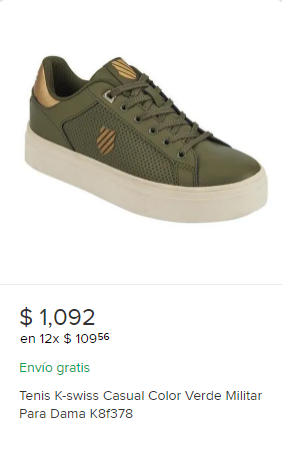 $ 1,092
en 12x $ 109⁵⁶
Envío gratis
Tenis K-swiss Casual Color Verde Militar
Para Dama K8f378